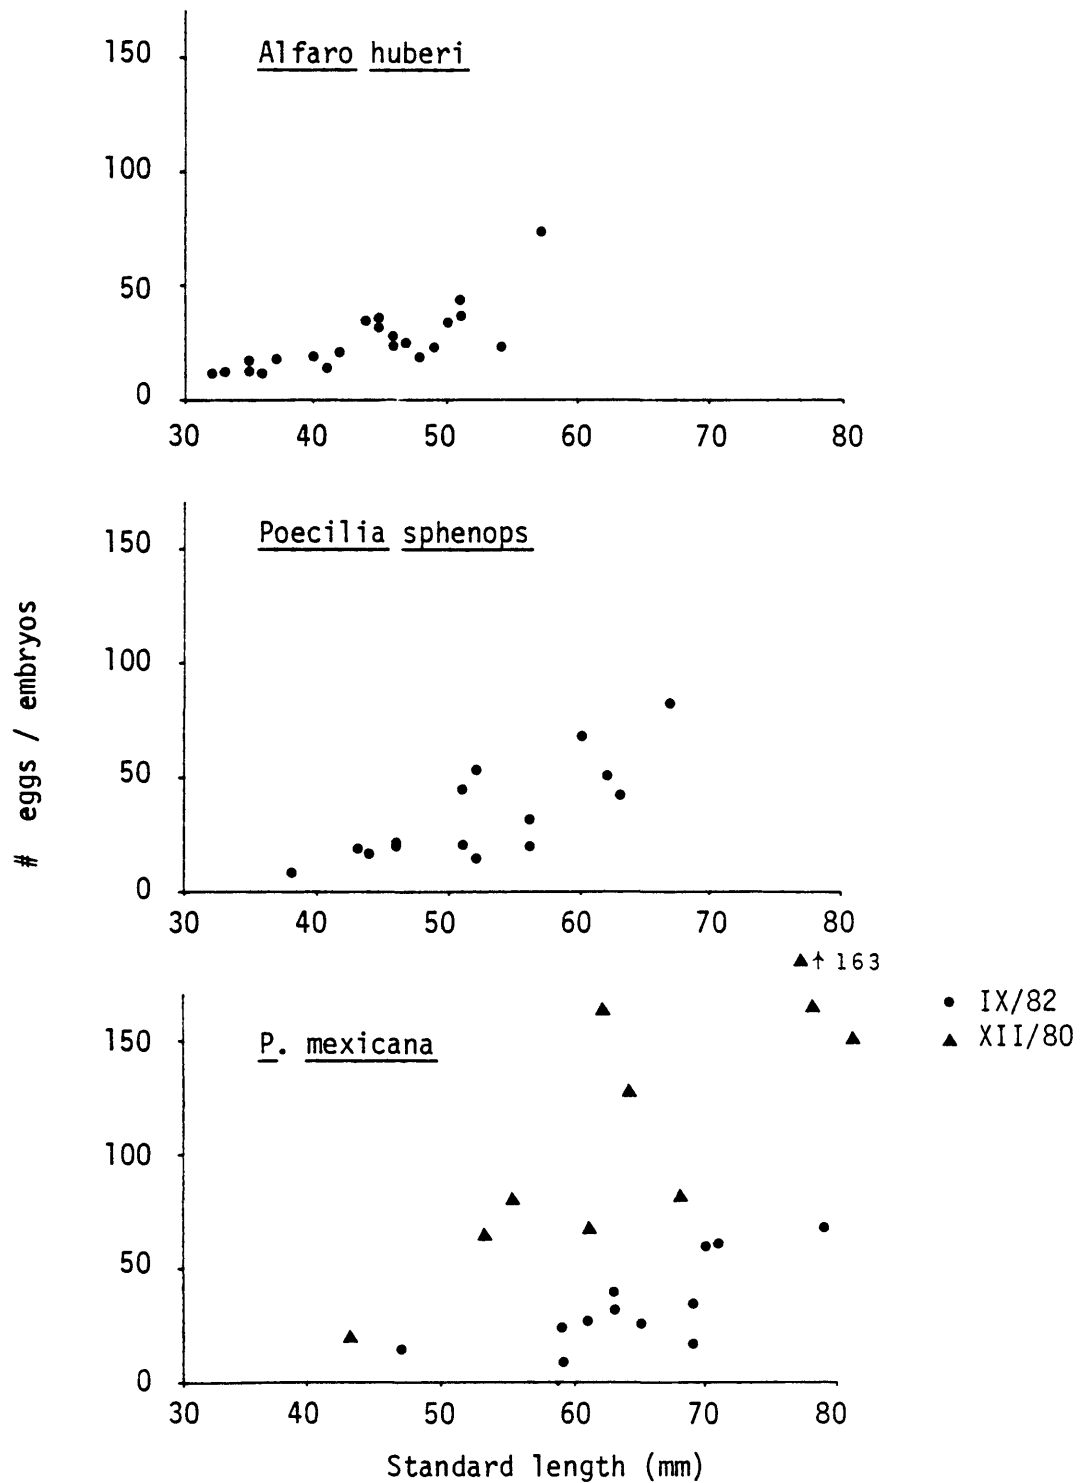 Alfaro huberi
150
100
50
0
30 40 50 60 70 80
Poecilia sphenops
150
100
50
0
30 40 50 60 70 80
# eggs / embryos
▲↑ 163
● IX/82
▲ XII/80
P. mexicana
150
100
50
0
30 40 50 60 70 80
Standard length (mm)